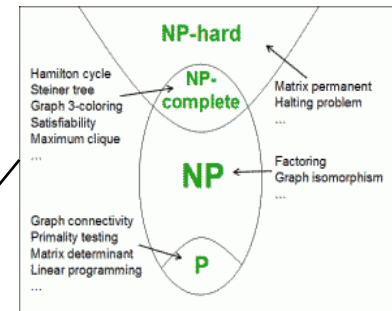 NP-hard
Hamilton cycle
Steiner tree
Graph 3-coloring
Satisfiability
Maximum clique
...
NP-
complete
Matrix permanent
Halting problem
...
NP
Factoring
Graph isomorphism
...
Graph connectivity
Primality testing
Matrix determinant
Linear programming
...
P